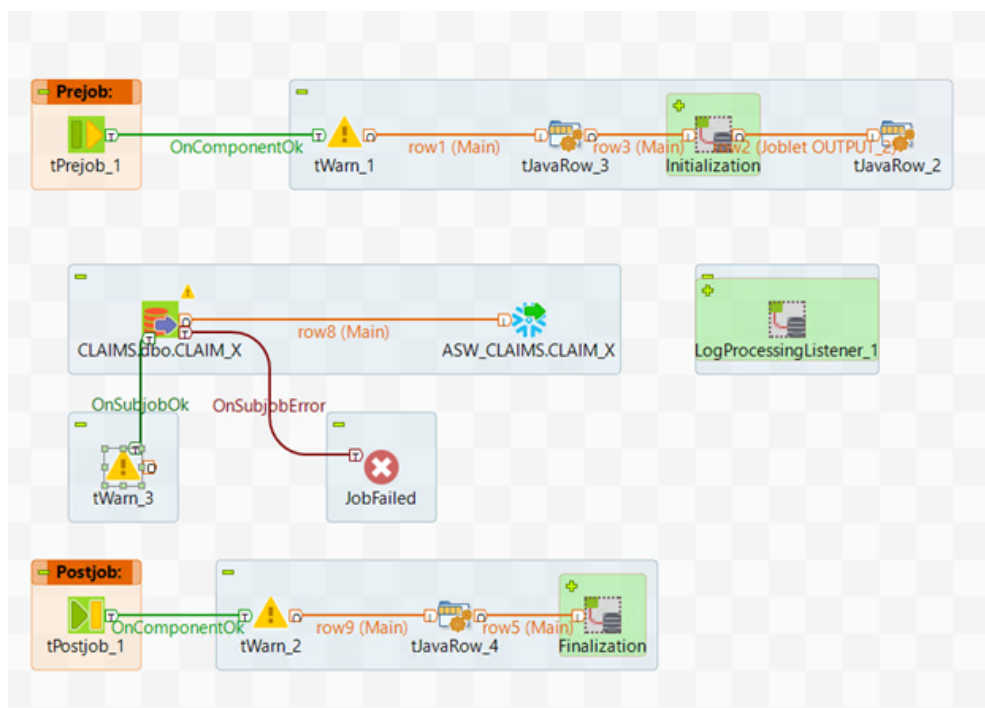 Prejob:
OnComponentOk
row1 (Main)
row3 (Main)
row2 (Joblet OUTPUT_2)
tPrejob_1
tWarn_1
tJavaRow_3
Initialization
tJavaRow_2
row8 (Main)
CLAIMS.dbo.CLAIM_X
ASW_CLAIMS.CLAIM_X
LogProcessingListener_1
OnSubjobOk
OnSubjobError
tWarn_3
JobFailed
Postjob:
OnComponentOk
row9 (Main)
row5 (Main)
tPostjob_1
tWarn_2
tJavaRow_4
Finalization